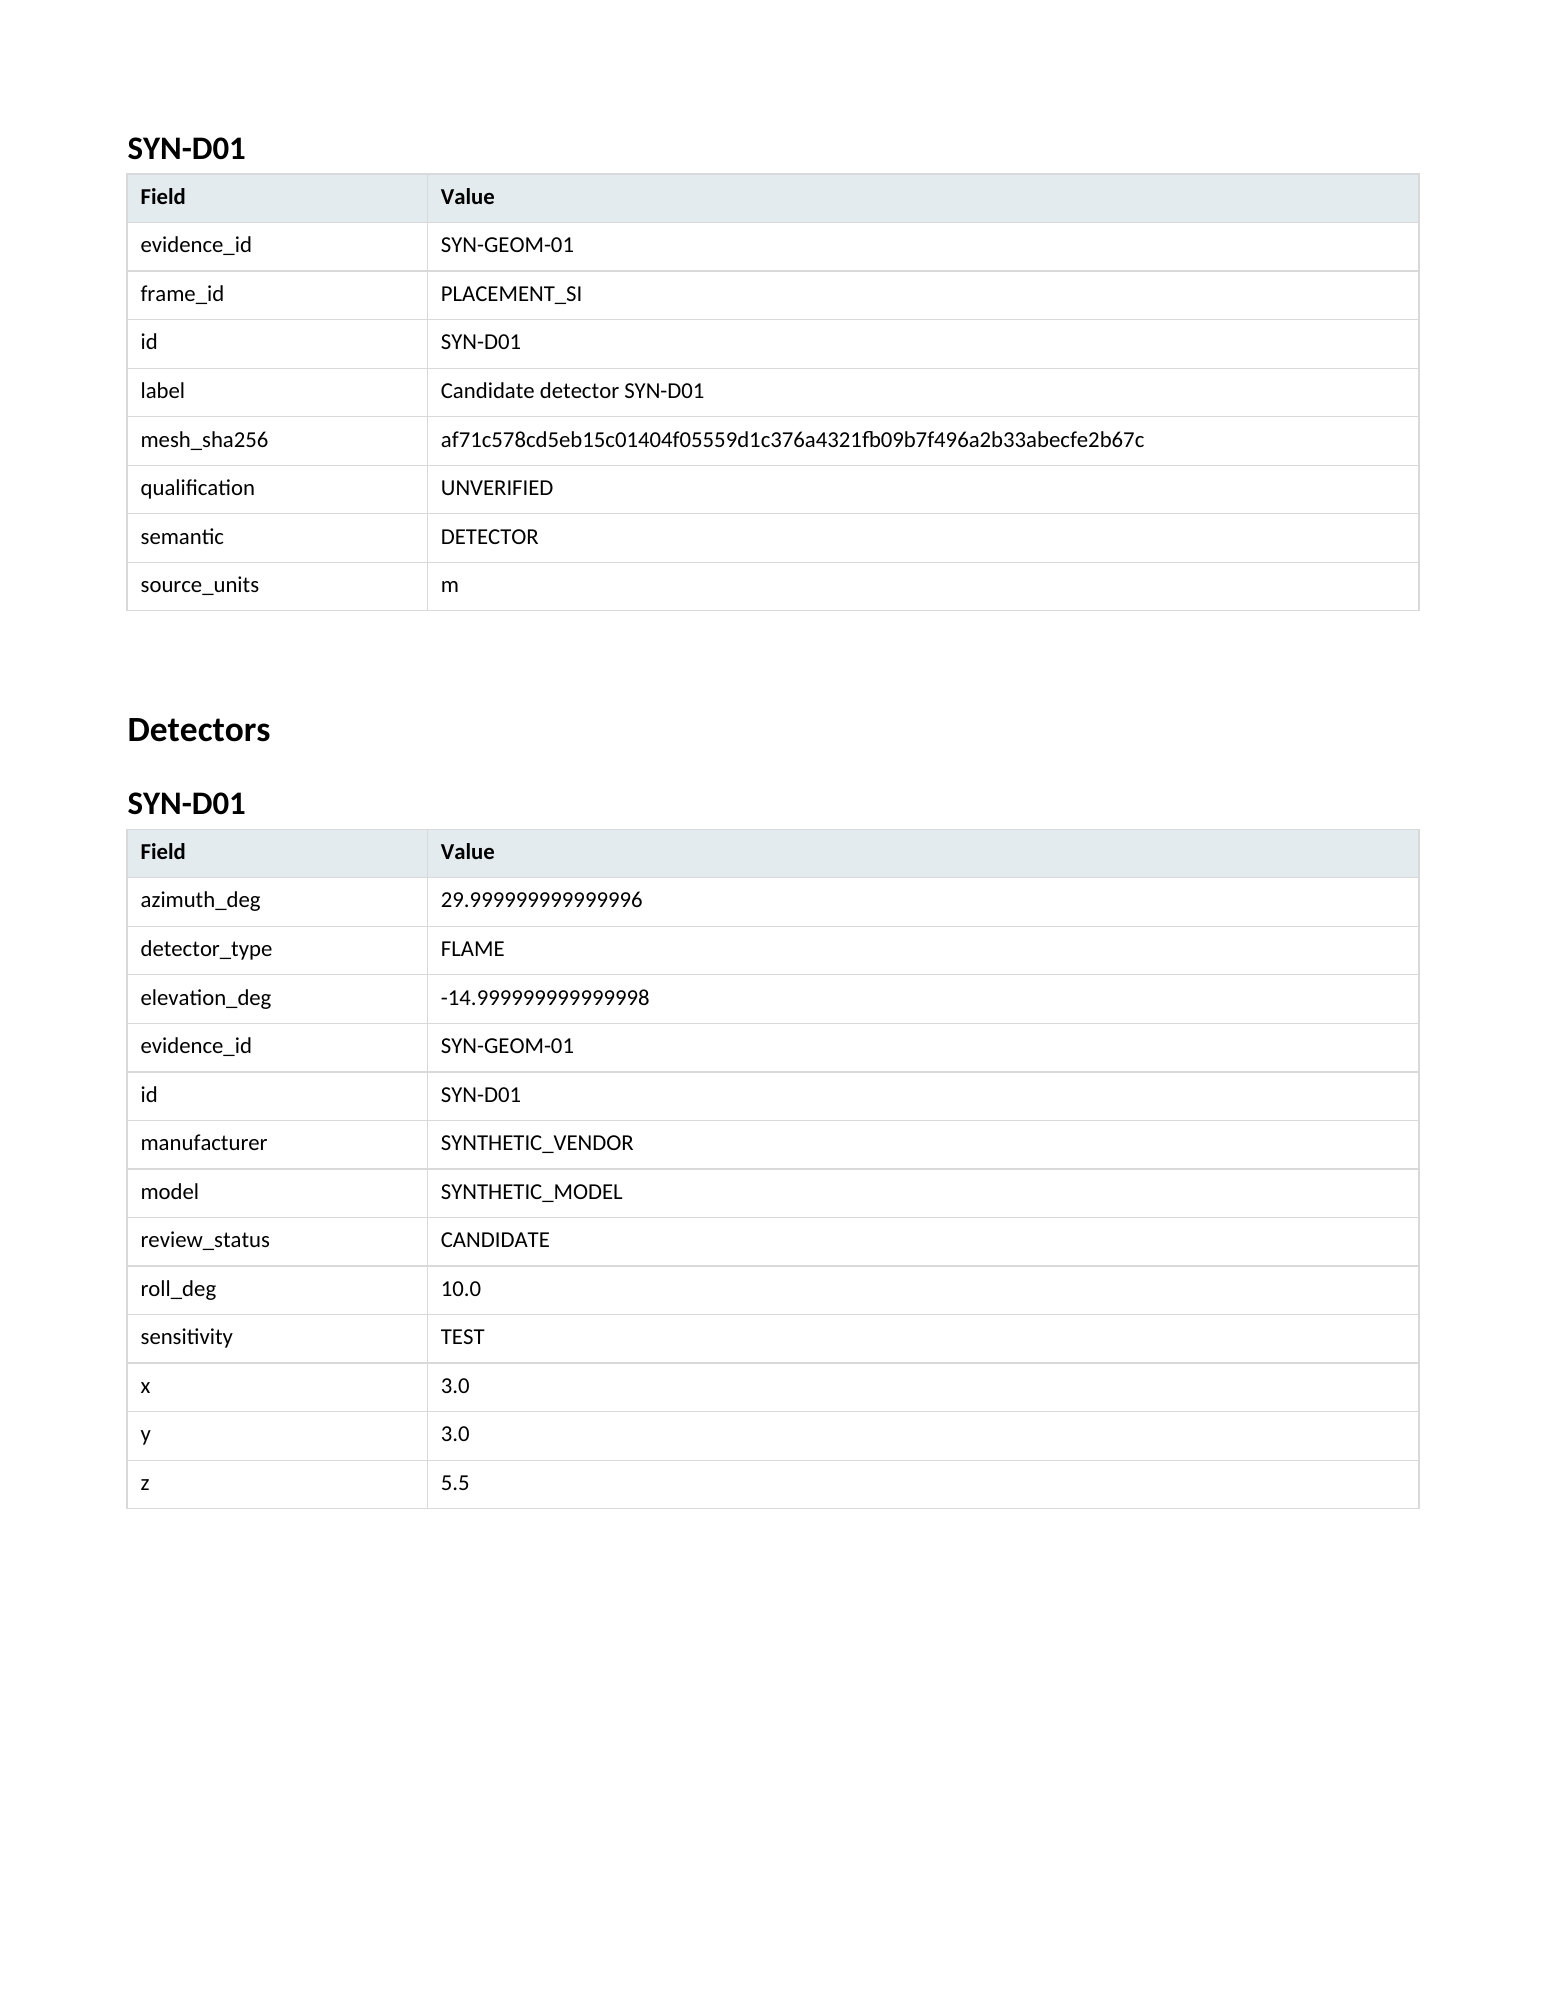 SYN-D01
Field Value
evidence_id SYN-GEOM-01
frame_id PLACEMENT_SI
id SYN-D01
label Candidate detector SYN-D01
mesh_sha256 af71c578cd5eb15c01404f05559d1c376a4321fb09b7f496a2b33abecfe2b67c
qualification UNVERIFIED
semantic DETECTOR
source_units m
Detectors
SYN-D01
Field Value
azimuth_deg 29.999999999999996
detector_type FLAME
elevation_deg -14.999999999999998
evidence_id SYN-GEOM-01
id SYN-D01
manufacturer SYNTHETIC_VENDOR
model SYNTHETIC_MODEL
review_status CANDIDATE
roll_deg 10.0
sensitivity TEST
x 3.0
y 3.0
z 5.5